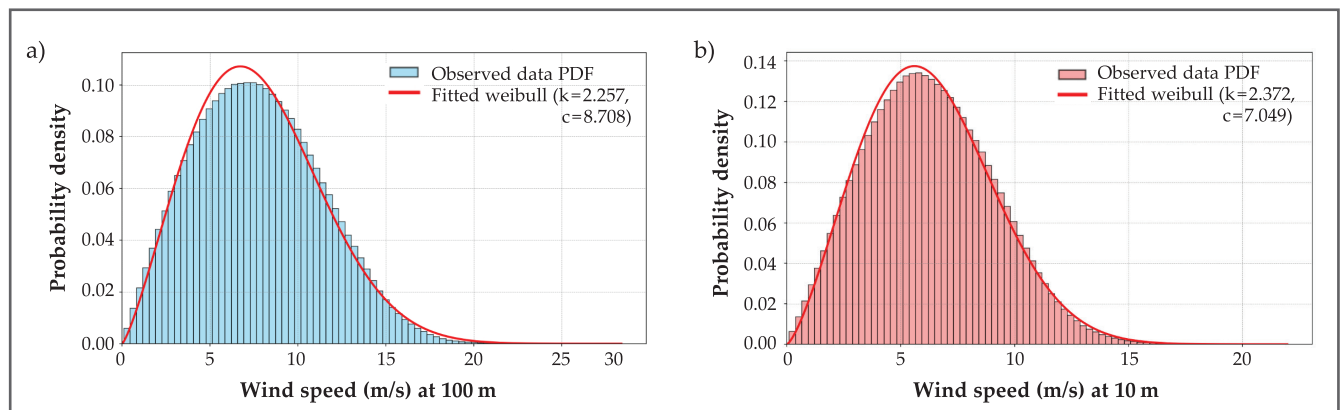 a)
Probability density
0.10
0.08
0.06
0.04
0.02
0.00
Observed data PDF
Fitted weibull (k=2.257,
c=8.708)
0 5 10 15 20 25 30
Wind speed (m/s) at 100 m
b)
Probability density
0.14
0.12
0.10
0.08
0.06
0.04
0.02
0.00
Observed data PDF
Fitted weibull (k=2.372,
c=7.049)
0 5 10 15 20
Wind speed (m/s) at 10 m